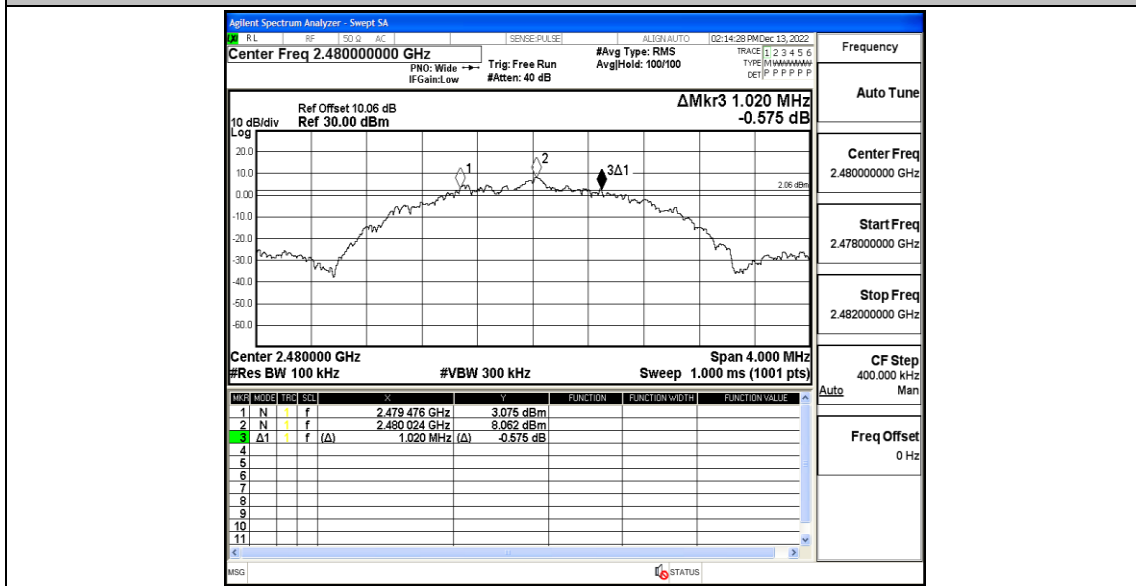 Agilent Spectrum Analyzer - Swept SA
RL RF 50 Ω AC SENSE:PULSE ALIGN AUTO 02:14:28 PM Dec 13, 2022
Center Freq 2.480000000 GHz
PNO: Wide
IFGain:Low
Trig: Free Run
#Atten: 40 dB
#Avg Type: RMS
Avg|Hold: 100/100
TRACE 1 2 3 4 5 6
TYPE M
DET P P P P P P
Frequency
Auto Tune
Center Freq
2.480000000 GHz
Start Freq
2.478000000 GHz
Stop Freq
2.482000000 GHz
CF Step
400.000 kHz
Auto Man
Freq Offset
0 Hz
Ref Offset 10.06 dB
10 dB/div Ref 30.00 dBm
Log
ΔMkr3 1.020 MHz
-0.575 dB
20.0
10.0
0.00
-10.0
-20.0
-30.0
-40.0
-50.0
-60.0
1
2
3Δ1
2.06 dBm
Center 2.480000 GHz Span 4.000 MHz
#Res BW 100 kHz #VBW 300 kHz Sweep 1.000 ms (1001 pts)
MKR MODE TRC SCL X Y FUNCTION FUNCTION WIDTH FUNCTION VALUE
1 N 1 f 2.479 476 GHz 3.075 dBm
2 N 1 f 2.480 024 GHz 8.062 dBm
3 Δ1 1 f (Δ) 1.020 MHz (Δ) -0.575 dB
4
5
6
7
8
9
10
11
MSG STATUS